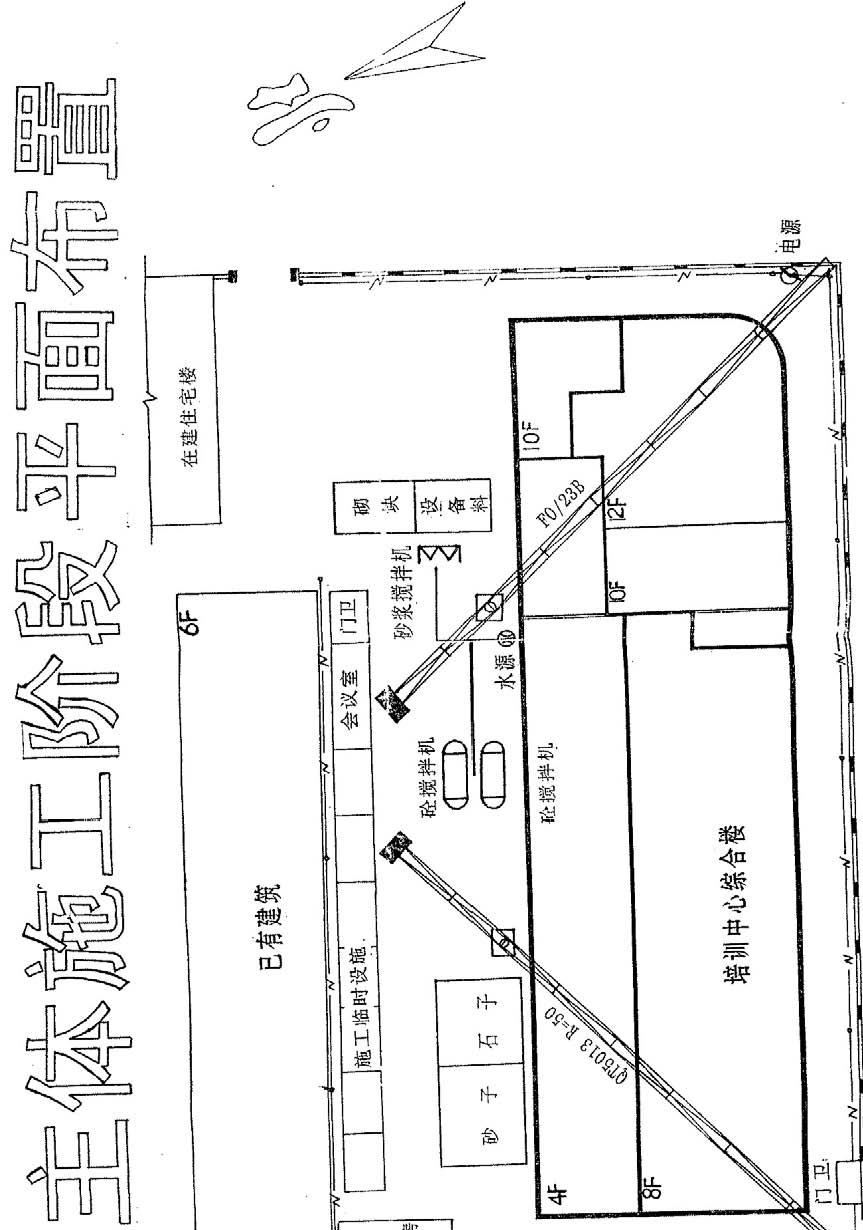 主体施工阶段平面布置
北
电源
在建住宅楼
砌块
设备料
10F
F0/23B
12F
10F
6F
门卫
会议室
砂浆搅拌机
水源
砼搅拌机
砼搅拌机
已有建筑
施工临时设施
培训中心综合楼
石子
砂子
QT5013 R=50
4F
8F
门卫